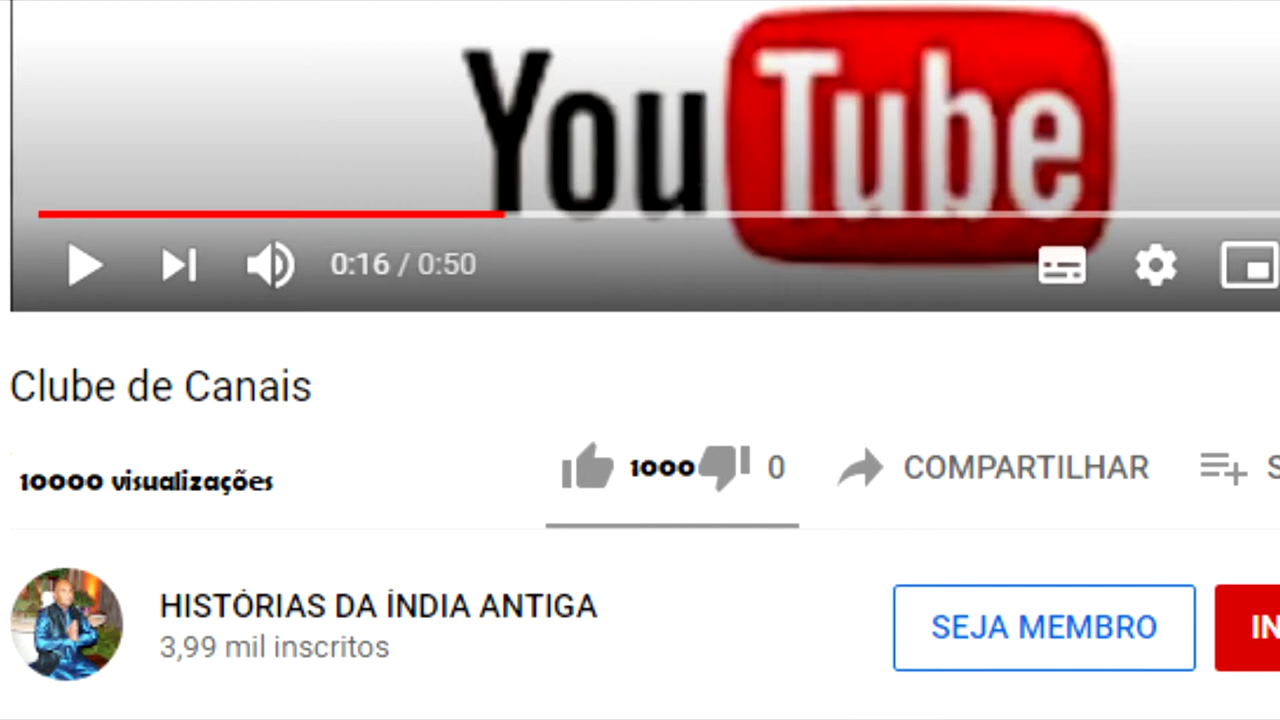 YouTube
0:16 / 0:50
Clube de Canais
10000 visualizações
1000 0 COMPARTILHAR S
HISTÓRIAS DA ÍNDIA ANTIGA
3,99 mil inscritos
SEJA MEMBRO
IN